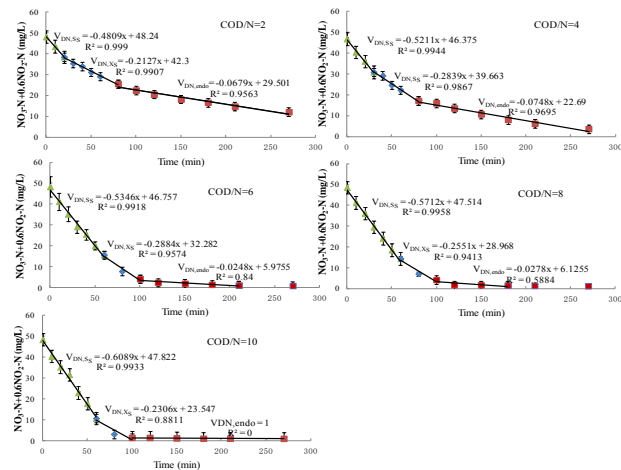 COD/N=2
V_DN,SS = -0.4809x + 48.24
R² = 0.999
V_DN,XS = -0.2127x + 42.3
R² = 0.9907
V_DN,endo = -0.0679x + 29.501
R² = 0.9563
NO3-N+0.6NO2-N (mg/L)
60
50
40
30
20
10
0
0 50 100 150 200 250 300
Time (min)
COD/N=4
V_DN,SS = -0.5211x + 46.375
R² = 0.9944
V_DN,XS = -0.2839x + 39.663
R² = 0.9867
V_DN,endo = -0.0748x + 22.69
R² = 0.9695
NO3-N+0.6NO2-N (mg/L)
60
50
40
30
20
10
0
0 50 100 150 200 250 300
Time (min)
COD/N=6
V_DN,SS = -0.5346x + 46.757
R² = 0.9918
V_DN,XS = -0.2884x + 32.282
R² = 0.9574
V_DN,endo = -0.0248x + 5.9755
R² = 0.84
NO3-N+0.6NO2-N (mg/L)
60
50
40
30
20
10
0
0 50 100 150 200 250 300
Time (min)
COD/N=8
V_DN,SS = -0.5712x + 47.514
R² = 0.9958
V_DN,XS = -0.2551x + 28.968
R² = 0.9413
V_DN,endo = -0.0278x + 6.1255
R² = 0.5884
NO3-N+0.6NO2-N (mg/L)
60
50
40
30
20
10
0
0 50 100 150 200 250 300
Time (min)
COD/N=10
V_DN,SS = -0.6089x + 47.822
R² = 0.9933
V_DN,XS = -0.2306x + 23.547
R² = 0.8811
VDN,endo = 1
R² = 0
NO3-N+0.6NO2-N (mg/L)
60
50
40
30
20
10
0
0 50 100 150 200 250 300
Time (min)